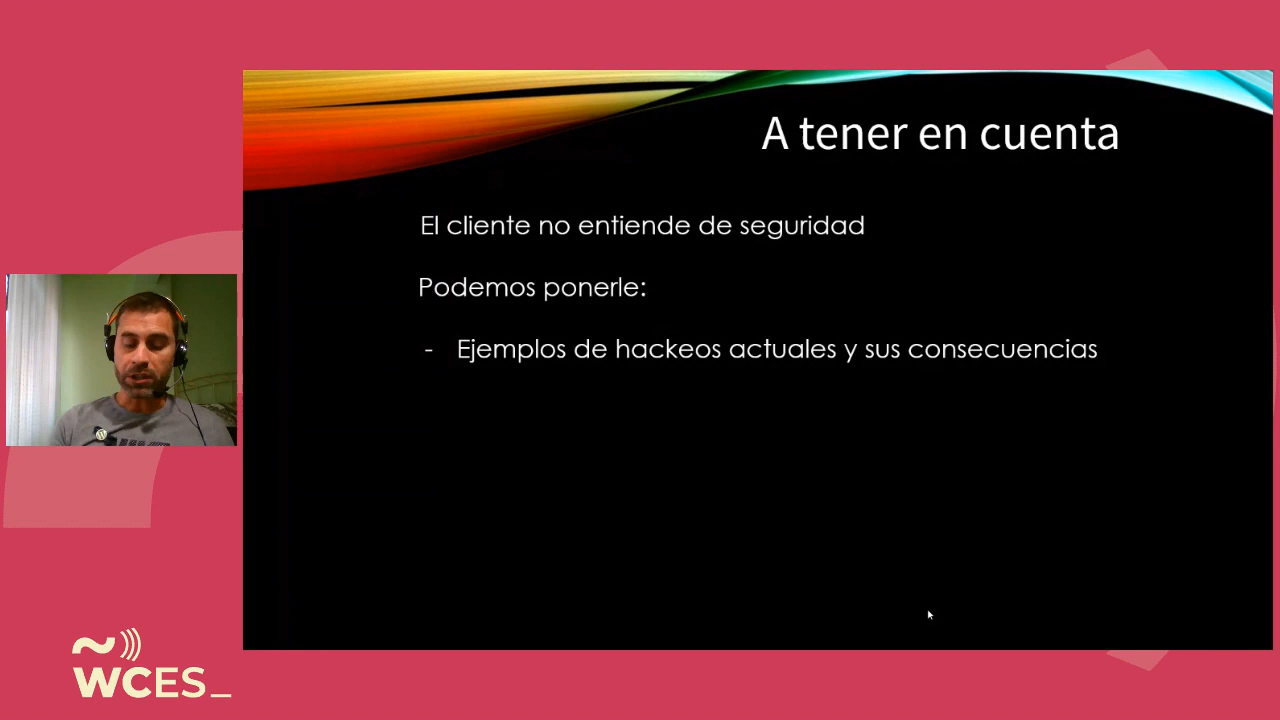 A tener en cuenta
El cliente no entiende de seguridad
Podemos ponerle:
- Ejemplos de hackeos actuales y sus consecuencias
WCES_